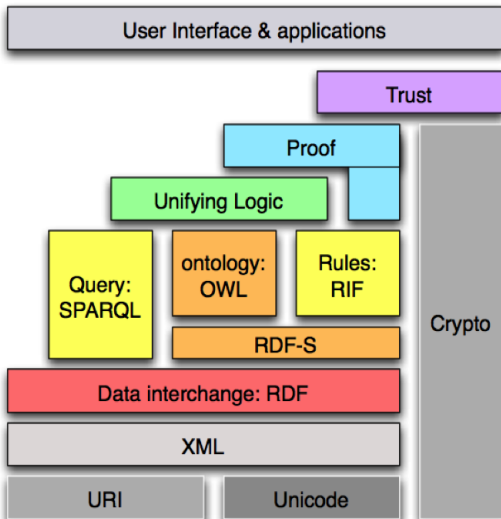 User Interface & applications
Trust
Proof
Unifying Logic
Query:
SPARQL
ontology:
OWL
Rules:
RIF
Crypto
RDF-S
Data interchange: RDF
XML
URI
Unicode